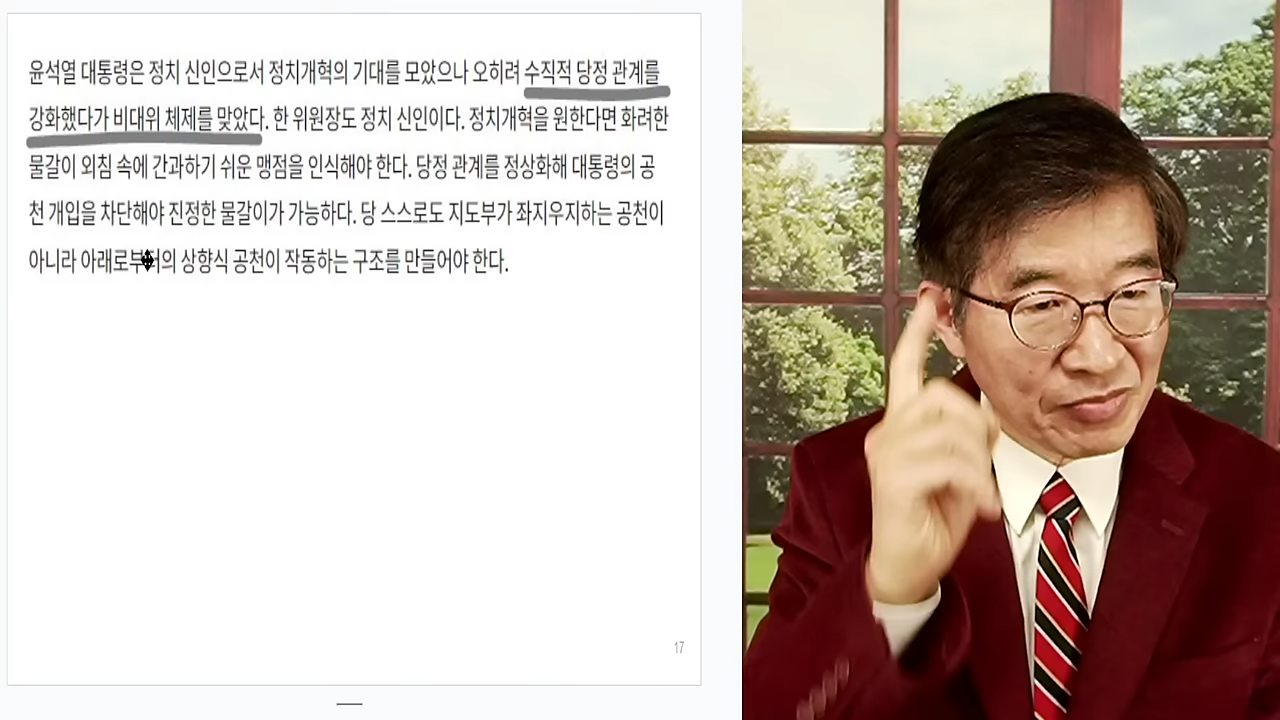 윤석열 대통령은 정치 신인으로서 정치개혁의 기대를 모았으나 오히려 수직적 당정 관계를
강화했다가 비대위 체제를 맞았다. 한 위원장도 정치 신인이다. 정치개혁을 원한다면 화려한
물갈이 외침 속에 간과하기 쉬운 맹점을 인식해야 한다. 당정 관계를 정상화해 대통령의 공
천 개입을 차단해야 진정한 물갈이가 가능하다. 당 스스로도 지도부가 좌지우지하는 공천이
아니라 아래로부터의 상향식 공천이 작동하는 구조를 만들어야 한다.
17